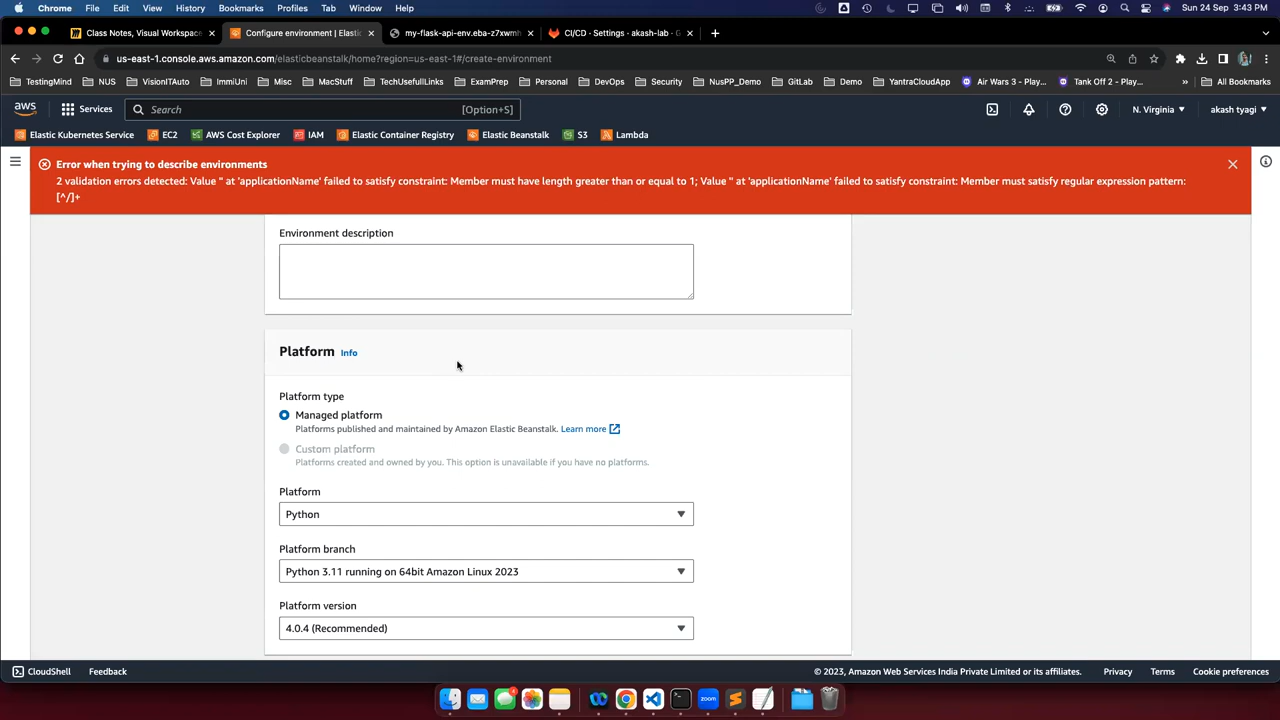 Chrome File Edit View History Bookmarks Profiles Tab Window Help Sun 24 Sep 3:43 PM
Class Notes, Visual Workspace × Configure environment | Elastic × my-flask-api-env.eba-z7xwmh × CI/CD · Settings · akash-lab · G × +
us-east-1.console.aws.amazon.com/elasticbeanstalk/home?region=us-east-1#/create-environment
TestingMind NUS VisionITAuto ImmiUni Misc MacStuff TechUsefullLinks ExamPrep Personal DevOps Security NusPP_Demo GitLab Demo YantraCloudApp Air Wars 3 - Play... Tank Off 2 - Play... » All Bookmarks
aws Services Search [Option+S] N. Virginia akash tyagi
Elastic Kubernetes Service EC2 AWS Cost Explorer IAM Elastic Container Registry Elastic Beanstalk S3 Lambda
Error when trying to describe environments
2 validation errors detected: Value '' at 'applicationName' failed to satisfy constraint: Member must have length greater than or equal to 1; Value '' at 'applicationName' failed to satisfy constraint: Member must satisfy regular expression pattern:
[^/]+
Environment description
Platform Info
Platform type
Managed platform
Platforms published and maintained by Amazon Elastic Beanstalk. Learn more
Custom platform
Platforms created and owned by you. This option is unavailable if you have no platforms.
Platform
Python
Platform branch
Python 3.11 running on 64bit Amazon Linux 2023
Platform version
4.0.4 (Recommended)
CloudShell Feedback © 2023, Amazon Web Services India Private Limited or its affiliates. Privacy Terms Cookie preferences
zoom